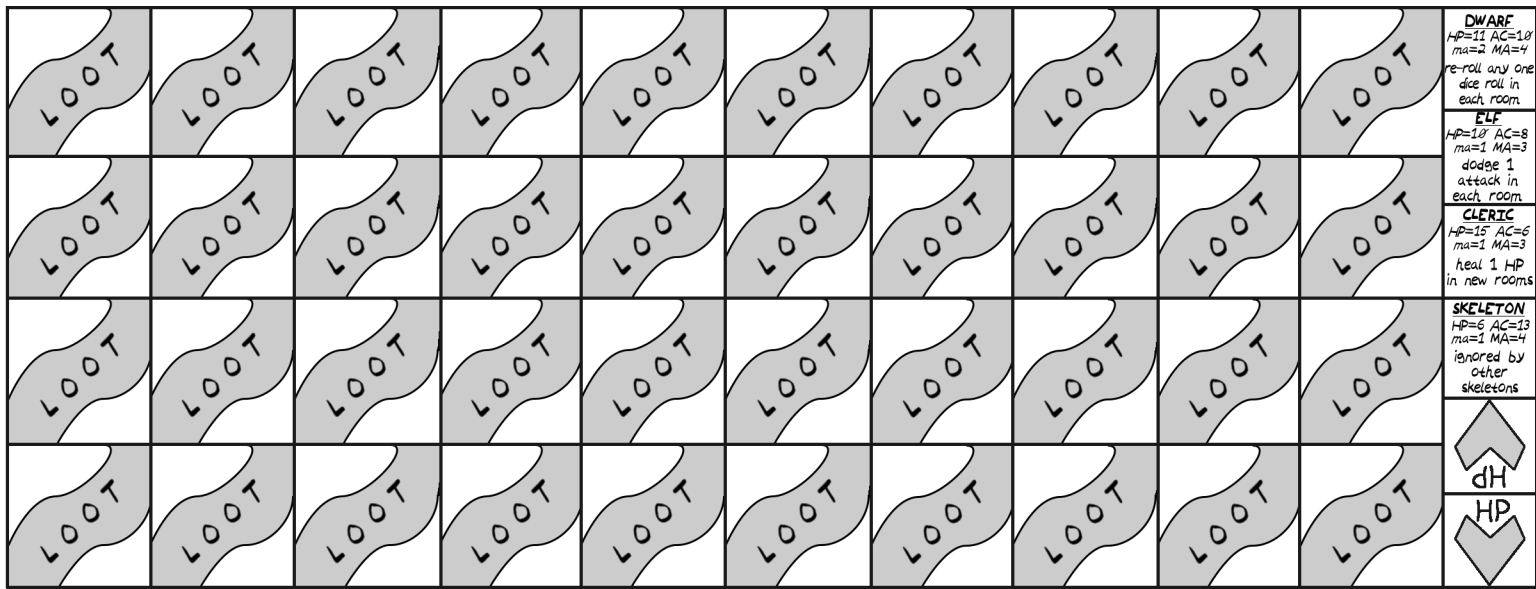 LOOT LOOT LOOT LOOT LOOT LOOT LOOT LOOT LOOT LOOT
LOOT LOOT LOOT LOOT LOOT LOOT LOOT LOOT LOOT LOOT
LOOT LOOT LOOT LOOT LOOT LOOT LOOT LOOT LOOT LOOT
LOOT LOOT LOOT LOOT LOOT LOOT LOOT LOOT LOOT LOOT
DWARF
HP=11 AC=10
ma=2 MA=4
re-roll any one
dice roll in
each room
ELF
HP=10 AC=8
ma=1 MA=3
dodge 1
attack in
each room
CLERIC
HP=15 AC=6
ma=1 MA=3
heal 1 HP
in new rooms
SKELETON
HP=6 AC=13
ma=1 MA=4
ignored by
other
skeletons
HP
HP